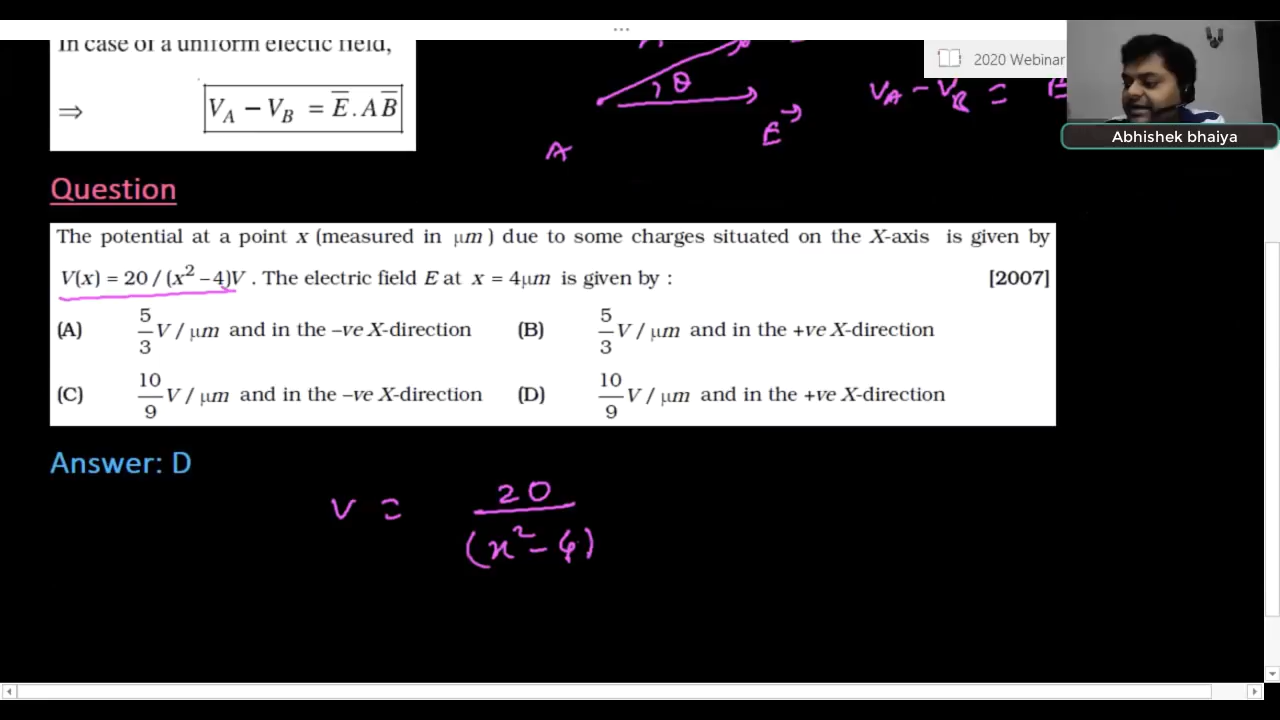 ...
In case of a uniform electic field,
2020 Webinar
⇒ V_A − V_B = E̅ . A B̅
θ
V_A − V_B =
E→
A
Abhishek bhaiya
Question
The potential at a point x (measured in μm ) due to some charges situated on the X-axis is given by
V(x) = 20 / (x² – 4)V . The electric field E at x = 4μm is given by : [2007]
(A) 5/3 V / μm and in the –ve X-direction (B) 5/3 V / μm and in the +ve X-direction
(C) 10/9 V / μm and in the –ve X-direction (D) 10/9 V / μm and in the +ve X-direction
Answer: D
V = 20/(x² – 4)